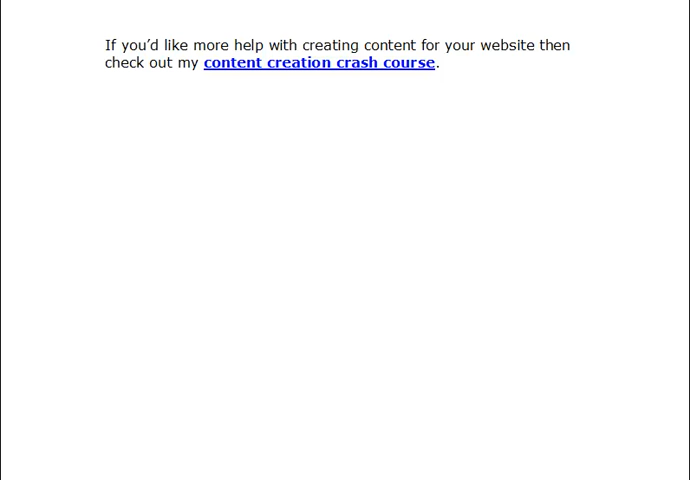 If you’d like more help with creating content for your website then
check out my content creation crash course.